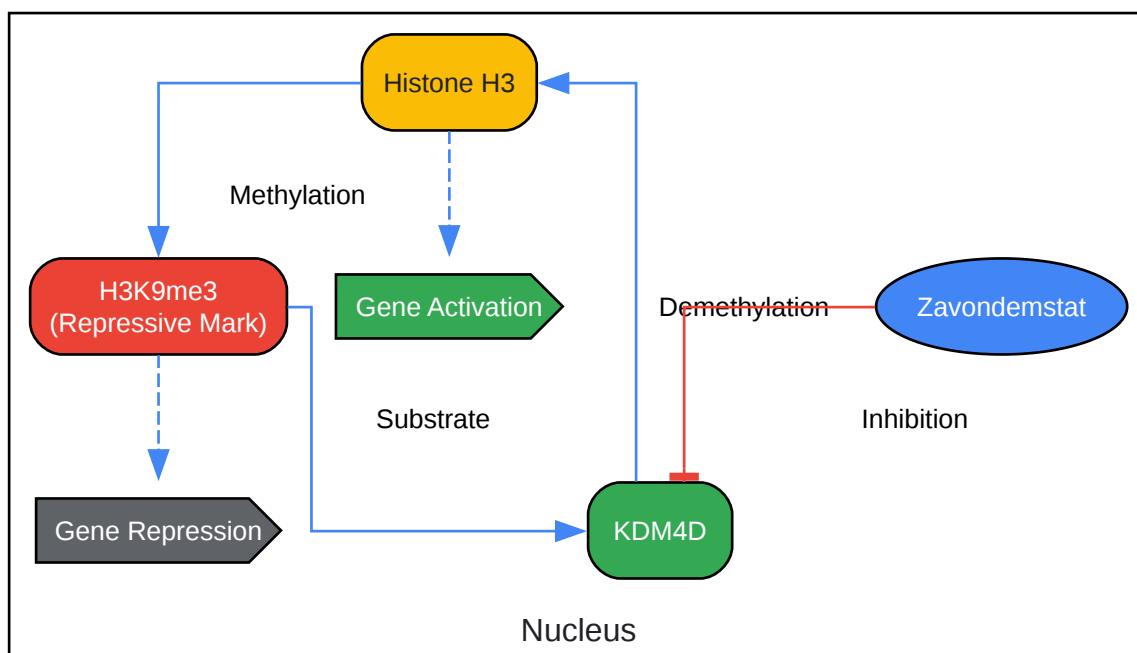 Histone H3
Methylation
H3K9me3
(Repressive Mark)
Gene Activation
Demethylation
Zavondemstat
Substrate
Inhibition
Gene Repression
KDM4D
Nucleus